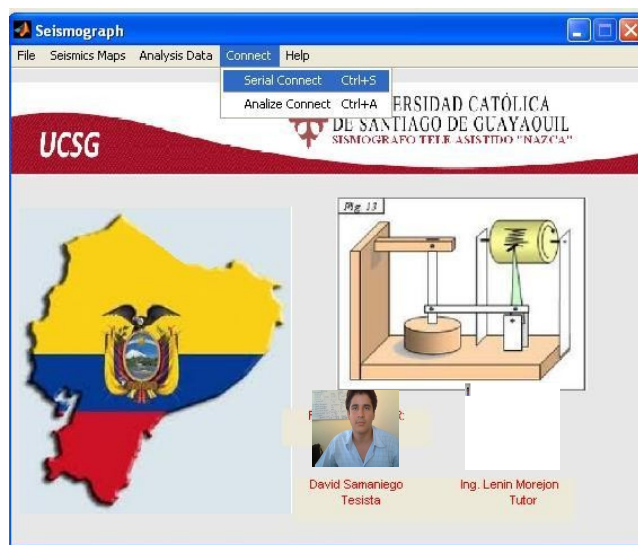 Seismograph
File Seismics Maps Analysis Data Connect Help
Serial Connect Ctrl+S
Analize Connect Ctrl+A
ERSIDAD CATÓLICA
DE SANTIAGO DE GUAYAQUIL
SISMOGRAFO TELE ASISTIDO "NAZCA"
UCSG
Fig 13
David Samaniego
Tesista
Ing. Lenin Morejon
Tutor